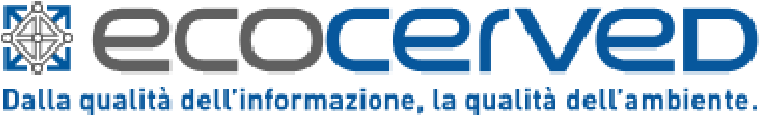 ecocerved
Dalla qualità dell'informazione, la qualità dell'ambiente.